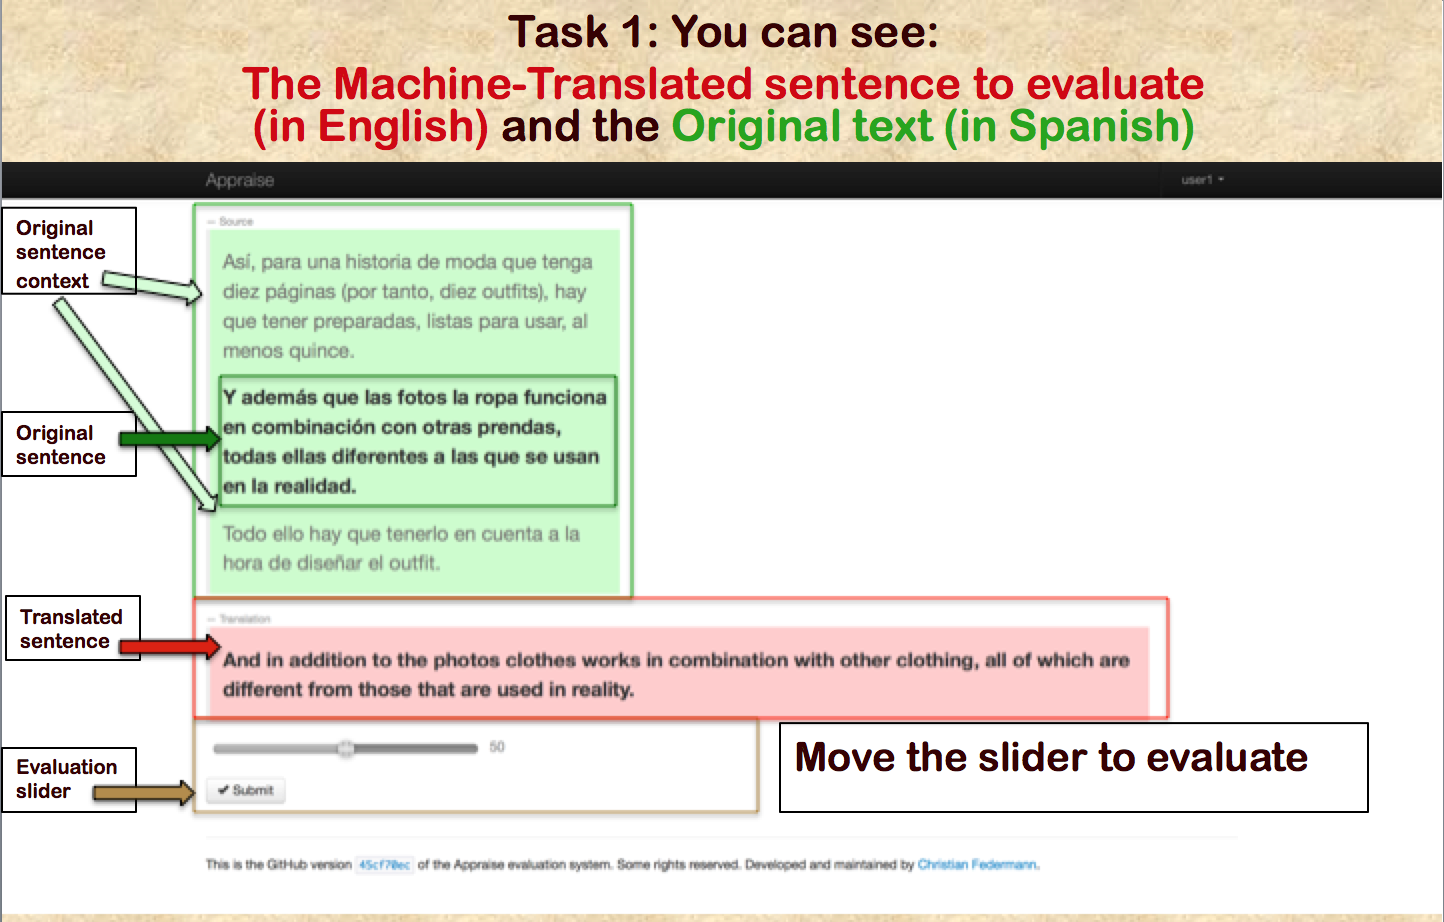 Task 1: You can see:
The Machine-Translated sentence to evaluate
(in English) and the Original text (in Spanish)
Appraise
user1
Original
sentence
context
— Source
Así, para una historia de moda que tenga
diez páginas (por tanto, diez outfits), hay
que tener preparadas, listas para usar, al
menos quince.
Original
sentence
Y además que las fotos la ropa funciona
en combinación con otras prendas,
todas ellas diferentes a las que se usan
en la realidad.
Todo ello hay que tenerlo en cuenta a la
hora de diseñar el outfit.
Translated
sentence
— Translation
And in addition to the photos clothes works in combination with other clothing, all of which are
different from those that are used in reality.
Evaluation
slider
50
✔ Submit
Move the slider to evaluate
This is the GitHub version 45cf70ec of the Appraise evaluation system. Some rights reserved. Developed and maintained by Christian Federmann.